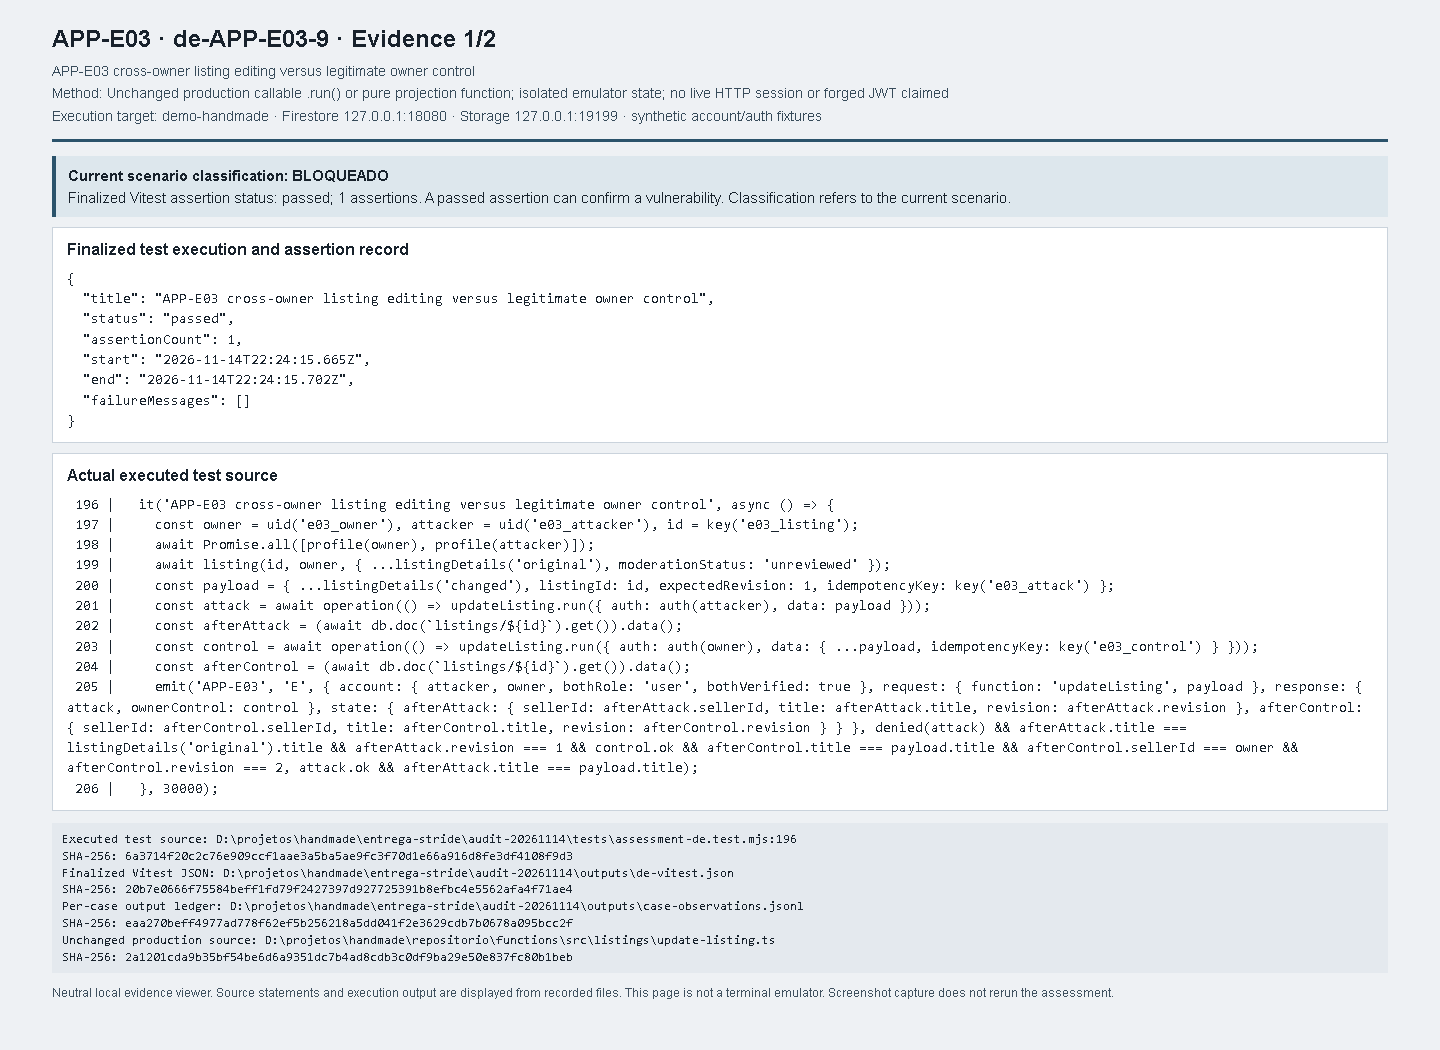 APP-E03 · de-APP-E03-9 · Evidence 1/2
APP-E03 cross-owner listing editing versus legitimate owner control
Method: Unchanged production callable .run() or pure projection function; isolated emulator state; no live HTTP session or forged JWT claimed
Execution target: demo-handmade · Firestore 127.0.0.1:18080 · Storage 127.0.0.1:19199 · synthetic account/auth fixtures
Current scenario classification: BLOQUEADO
Finalized Vitest assertion status: passed; 1 assertions. A passed assertion can confirm a vulnerability. Classification refers to the current scenario.
Finalized test execution and assertion record
{
  "title": "APP-E03 cross-owner listing editing versus legitimate owner control",
  "status": "passed",
  "assertionCount": 1,
  "start": "2026-11-14T22:24:15.665Z",
  "end": "2026-11-14T22:24:15.702Z",
  "failureMessages": []
}
Actual executed test source
196 |   it('APP-E03 cross-owner listing editing versus legitimate owner control', async () => {
197 |     const owner = uid('e03_owner'), attacker = uid('e03_attacker'), id = key('e03_listing');
198 |     await Promise.all([profile(owner), profile(attacker)]);
199 |     await listing(id, owner, { ...listingDetails('original'), moderationStatus: 'unreviewed' });
200 |     const payload = { ...listingDetails('changed'), listingId: id, expectedRevision: 1, idempotencyKey: key('e03_attack') };
201 |     const attack = await operation(() => updateListing.run({ auth: auth(attacker), data: payload }));
202 |     const afterAttack = (await db.doc(`listings/${id}`).get()).data();
203 |     const control = await operation(() => updateListing.run({ auth: auth(owner), data: { ...payload, idempotencyKey: key('e03_control') } }));
204 |     const afterControl = (await db.doc(`listings/${id}`).get()).data();
205 |     emit('APP-E03', 'E', { account: { attacker, owner, bothRole: 'user', bothVerified: true }, request: { function: 'updateListing', payload }, response: {
attack, ownerControl: control }, state: { afterAttack: { sellerId: afterAttack.sellerId, title: afterAttack.title, revision: afterAttack.revision }, afterControl:
{ sellerId: afterControl.sellerId, title: afterControl.title, revision: afterControl.revision } } }, denied(attack) && afterAttack.title ===
listingDetails('original').title && afterAttack.revision === 1 && control.ok && afterControl.title === payload.title && afterControl.sellerId === owner &&
afterControl.revision === 2, attack.ok && afterAttack.title === payload.title);
206 |   }, 30000);
Executed test source: D:\projetos\handmade\entrega-stride\audit-20261114\tests\assessment-de.test.mjs:196
SHA-256: 6a3714f20c2c76e909ccf1aae3a5ba5ae9fc3f70d1e66a916d8fe3df4108f9d3
Finalized Vitest JSON: D:\projetos\handmade\entrega-stride\audit-20261114\outputs\de-vitest.json
SHA-256: 20b7e0666f75584beff1fd79f2427397d927725391b8efbc4e5562afa4f71ae4
Per-case output ledger: D:\projetos\handmade\entrega-stride\audit-20261114\outputs\case-observations.jsonl
SHA-256: eaa270beff4977ad778f62ef5b256218a5dd041f2e3629cdb7b0678a095bcc2f
Unchanged production source: D:\projetos\handmade\repositorio\functions\src\listings\update-listing.ts
SHA-256: 2a1201cda9b35bf54be6d6a9351dc7b4ad8cdb3c0df9ba29e50e837fc80b1beb
Neutral local evidence viewer. Source statements and execution output are displayed from recorded files. This page is not a terminal emulator. Screenshot capture does not rerun the assessment.